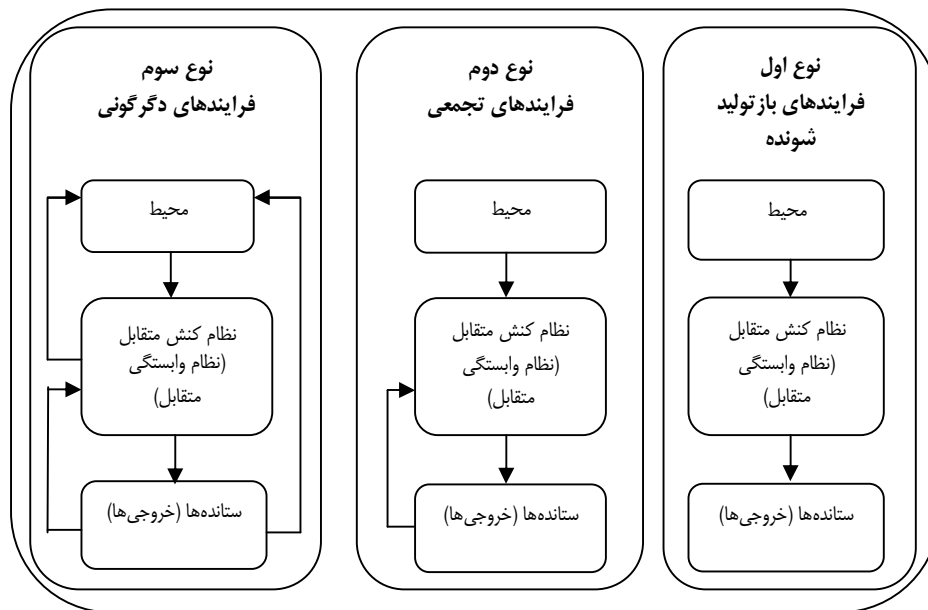 نوع اول
فرایندهای بازتولید
شونده
محیط
نظام کنش متقابل
(نظام وابستگی
متقابل)
ستانده‌ها (خروجی‌ها)
نوع دوم
فرایندهای تجمعی
محیط
نظام کنش متقابل
(نظام وابستگی
متقابل)
ستانده‌ها (خروجی‌ها)
نوع سوم
فرایندهای دگرگونی
محیط
نظام کنش متقابل
(نظام وابستگی
متقابل)
ستانده‌ها (خروجی‌ها)